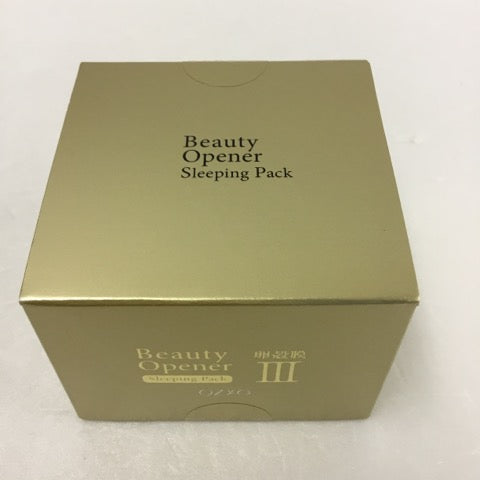 Beauty
Opener
Sleeping Pack
Beauty
Opener
Sleeping Pack
卵殻膜
III
OZIO